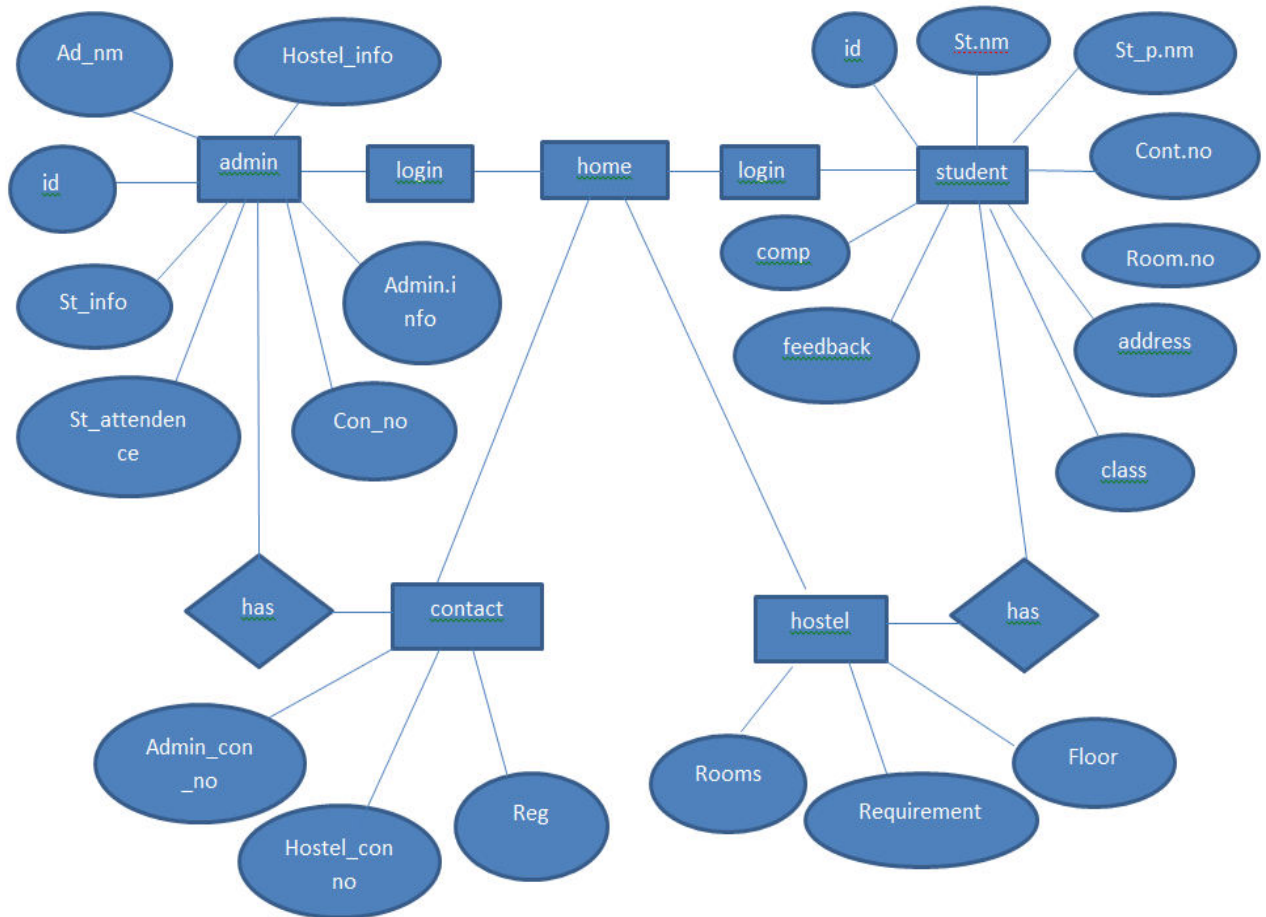 Ad_nm
Hostel_info
id
St.nm
St_p.nm
admin
login
home
login
student
Cont.no
id
comp
Room.no
St_info
Admin.i
nfo
feedback
address
St_attenden
ce
Con_no
class
has
contact
hostel
has
Admin_con
_no
Hostel_con
no
Reg
Rooms
Requirement
Floor